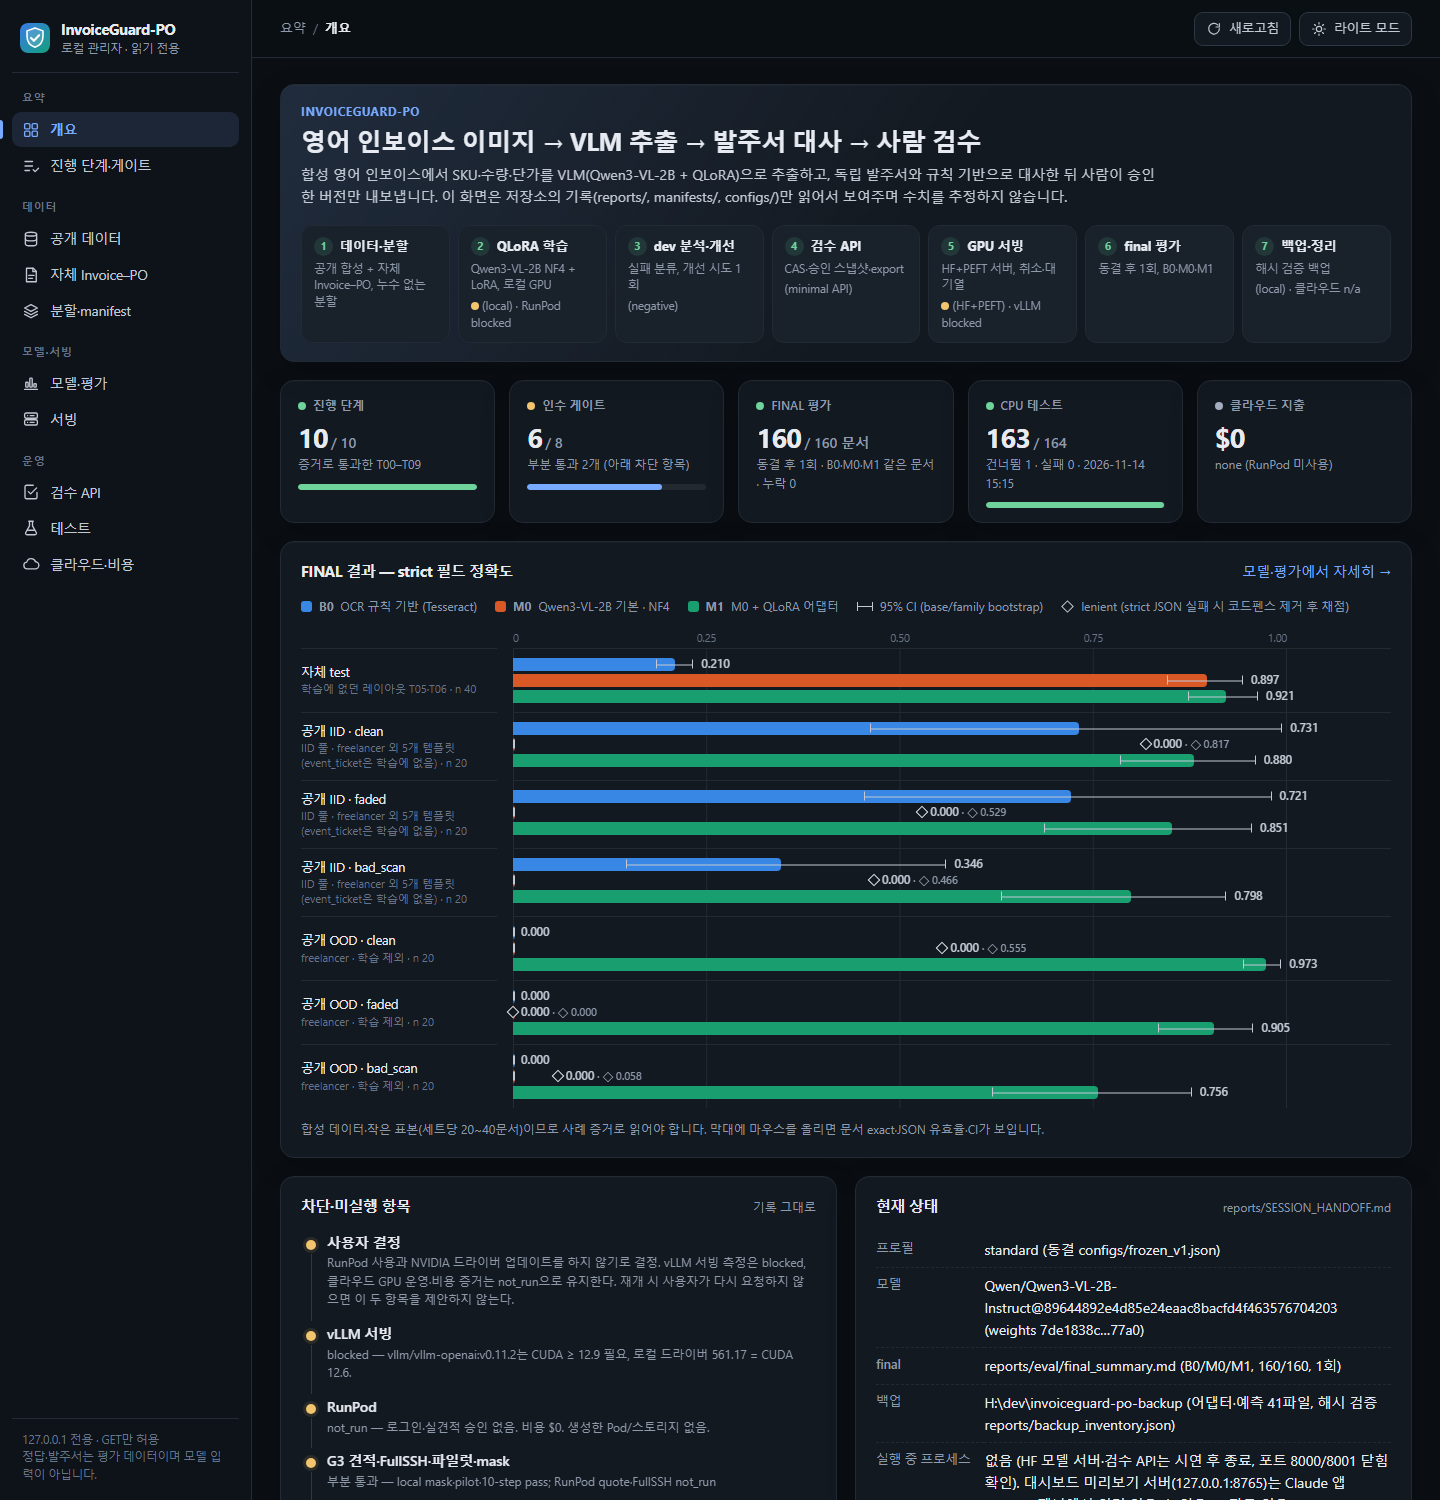 InvoiceGuard-PO
로컬 관리자 · 읽기 전용
요약
개요
진행 단계·게이트
데이터
공개 데이터
자체 Invoice–PO
분할·manifest
모델·서빙
모델·평가
서빙
운영
검수 API
테스트
클라우드·비용
127.0.0.1 전용 · GET만 허용
정답·발주서는 평가 데이터이며 모델 입
력이 아닙니다.
요약 / 개요
새로고침
라이트 모드
INVOICEGUARD-PO
영어 인보이스 이미지 → VLM 추출 → 발주서 대사 → 사람 검수
합성 영어 인보이스에서 SKU·수량·단가를 VLM(Qwen3-VL-2B + QLoRA)으로 추출하고, 독립 발주서와 규칙 기반으로 대사한 뒤 사람이 승인
한 버전만 내보냅니다. 이 화면은 저장소의 기록(reports/, manifests/, configs/)만 읽어서 보여주며 수치를 추정하지 않습니다.
1 데이터·분할
공개 합성 + 자체
Invoice–PO, 누수 없는
분할
2 QLoRA 학습
Qwen3-VL-2B NF4 +
LoRA, 로컬 GPU
(local) · RunPod
blocked
3 dev 분석·개선
실패 분류, 개선 시도 1
회
(negative)
4 검수 API
CAS·승인 스냅샷·export
(minimal API)
5 GPU 서빙
HF+PEFT 서버, 취소·대
기열
(HF+PEFT) · vLLM
blocked
6 final 평가
동결 후 1회, B0·M0·M1
7 백업·정리
해시 검증 백업
(local) · 클라우드 n/a
진행 단계
10 / 10
증거로 통과한 T00–T09
인수 게이트
6 / 8
부분 통과 2개 (아래 차단 항목)
FINAL 평가
160 / 160 문서
동결 후 1회 · B0·M0·M1 같은 문서
· 누락 0
CPU 테스트
163 / 164
건너뜀 1 · 실패 0 · 2026-11-14
15:15
클라우드 지출
$0
none (RunPod 미사용)
FINAL 결과 — strict 필드 정확도
모델·평가에서 자세히 →
B0 OCR 규칙 기반 (Tesseract)
M0 Qwen3-VL-2B 기본 · NF4
M1 M0 + QLoRA 어댑터
95% CI (base/family bootstrap)
lenient (strict JSON 실패 시 코드펜스 제거 후 채점)
0 0.25 0.50 0.75 1.00
자체 test
학습에 없던 레이아웃 T05·T06 · n 40
0.210
0.897
0.921
공개 IID · clean
IID 풀 · freelancer 외 5개 템플릿
(event_ticket은 학습에 없음) · n 20
0.731
◇ 0.000 · ◇ 0.817
0.880
공개 IID · faded
IID 풀 · freelancer 외 5개 템플릿
(event_ticket은 학습에 없음) · n 20
0.721
◇ 0.000 · ◇ 0.529
0.851
공개 IID · bad_scan
IID 풀 · freelancer 외 5개 템플릿
(event_ticket은 학습에 없음) · n 20
0.346
◇ 0.000 · ◇ 0.466
0.798
공개 OOD · clean
freelancer · 학습 제외 · n 20
0.000
◇ 0.000 · ◇ 0.555
0.973
공개 OOD · faded
freelancer · 학습 제외 · n 20
0.000
◇ 0.000 · ◇ 0.000
0.905
공개 OOD · bad_scan
freelancer · 학습 제외 · n 20
0.000
◇ 0.000 · ◇ 0.058
0.756
합성 데이터·작은 표본(세트당 20~40문서)이므로 사례 증거로 읽어야 합니다. 막대에 마우스를 올리면 문서 exact·JSON 유효율·CI가 보입니다.
차단·미실행 항목
기록 그대로
사용자 결정
RunPod 사용과 NVIDIA 드라이버 업데이트를 하지 않기로 결정. vLLM 서빙 측정은 blocked,
클라우드 GPU 운영·비용 증거는 not_run으로 유지한다. 재개 시 사용자가 다시 요청하지 않
으면 이 두 항목을 제안하지 않는다.
vLLM 서빙
blocked — vllm/vllm-openai:v0.11.2는 CUDA ≥ 12.9 필요, 로컬 드라이버 561.17 = CUDA
12.6.
RunPod
not_run — 로그인·실견적 승인 없음. 비용 $0. 생성한 Pod/스토리지 없음.
G3 견적·FullSSH·파일럿·mask
부분 통과 — local mask·pilot·10-step pass; RunPod quote·FullSSH not_run
현재 상태
reports/SESSION_HANDOFF.md
프로필
standard (동결 configs/frozen_v1.json)
모델
Qwen/Qwen3-VL-2B-
Instruct@89644892e4d85e24eaac8bacfd4f463576704203
(weights 7de1838c…77a0)
final
reports/eval/final_summary.md (B0/M0/M1, 160/160, 1회)
백업
H:\dev\invoiceguard-po-backup (어댑터·예측 41파일, 해시 검증
reports/backup_inventory.json)
실행 중 프로세스
없음 (HF 모델 서버·검수 API는 시연 후 종료, 포트 8000/8001 닫힘
확인). 대시보드 미리보기 서버(127.0.0.1:8765)는 Claude 앱